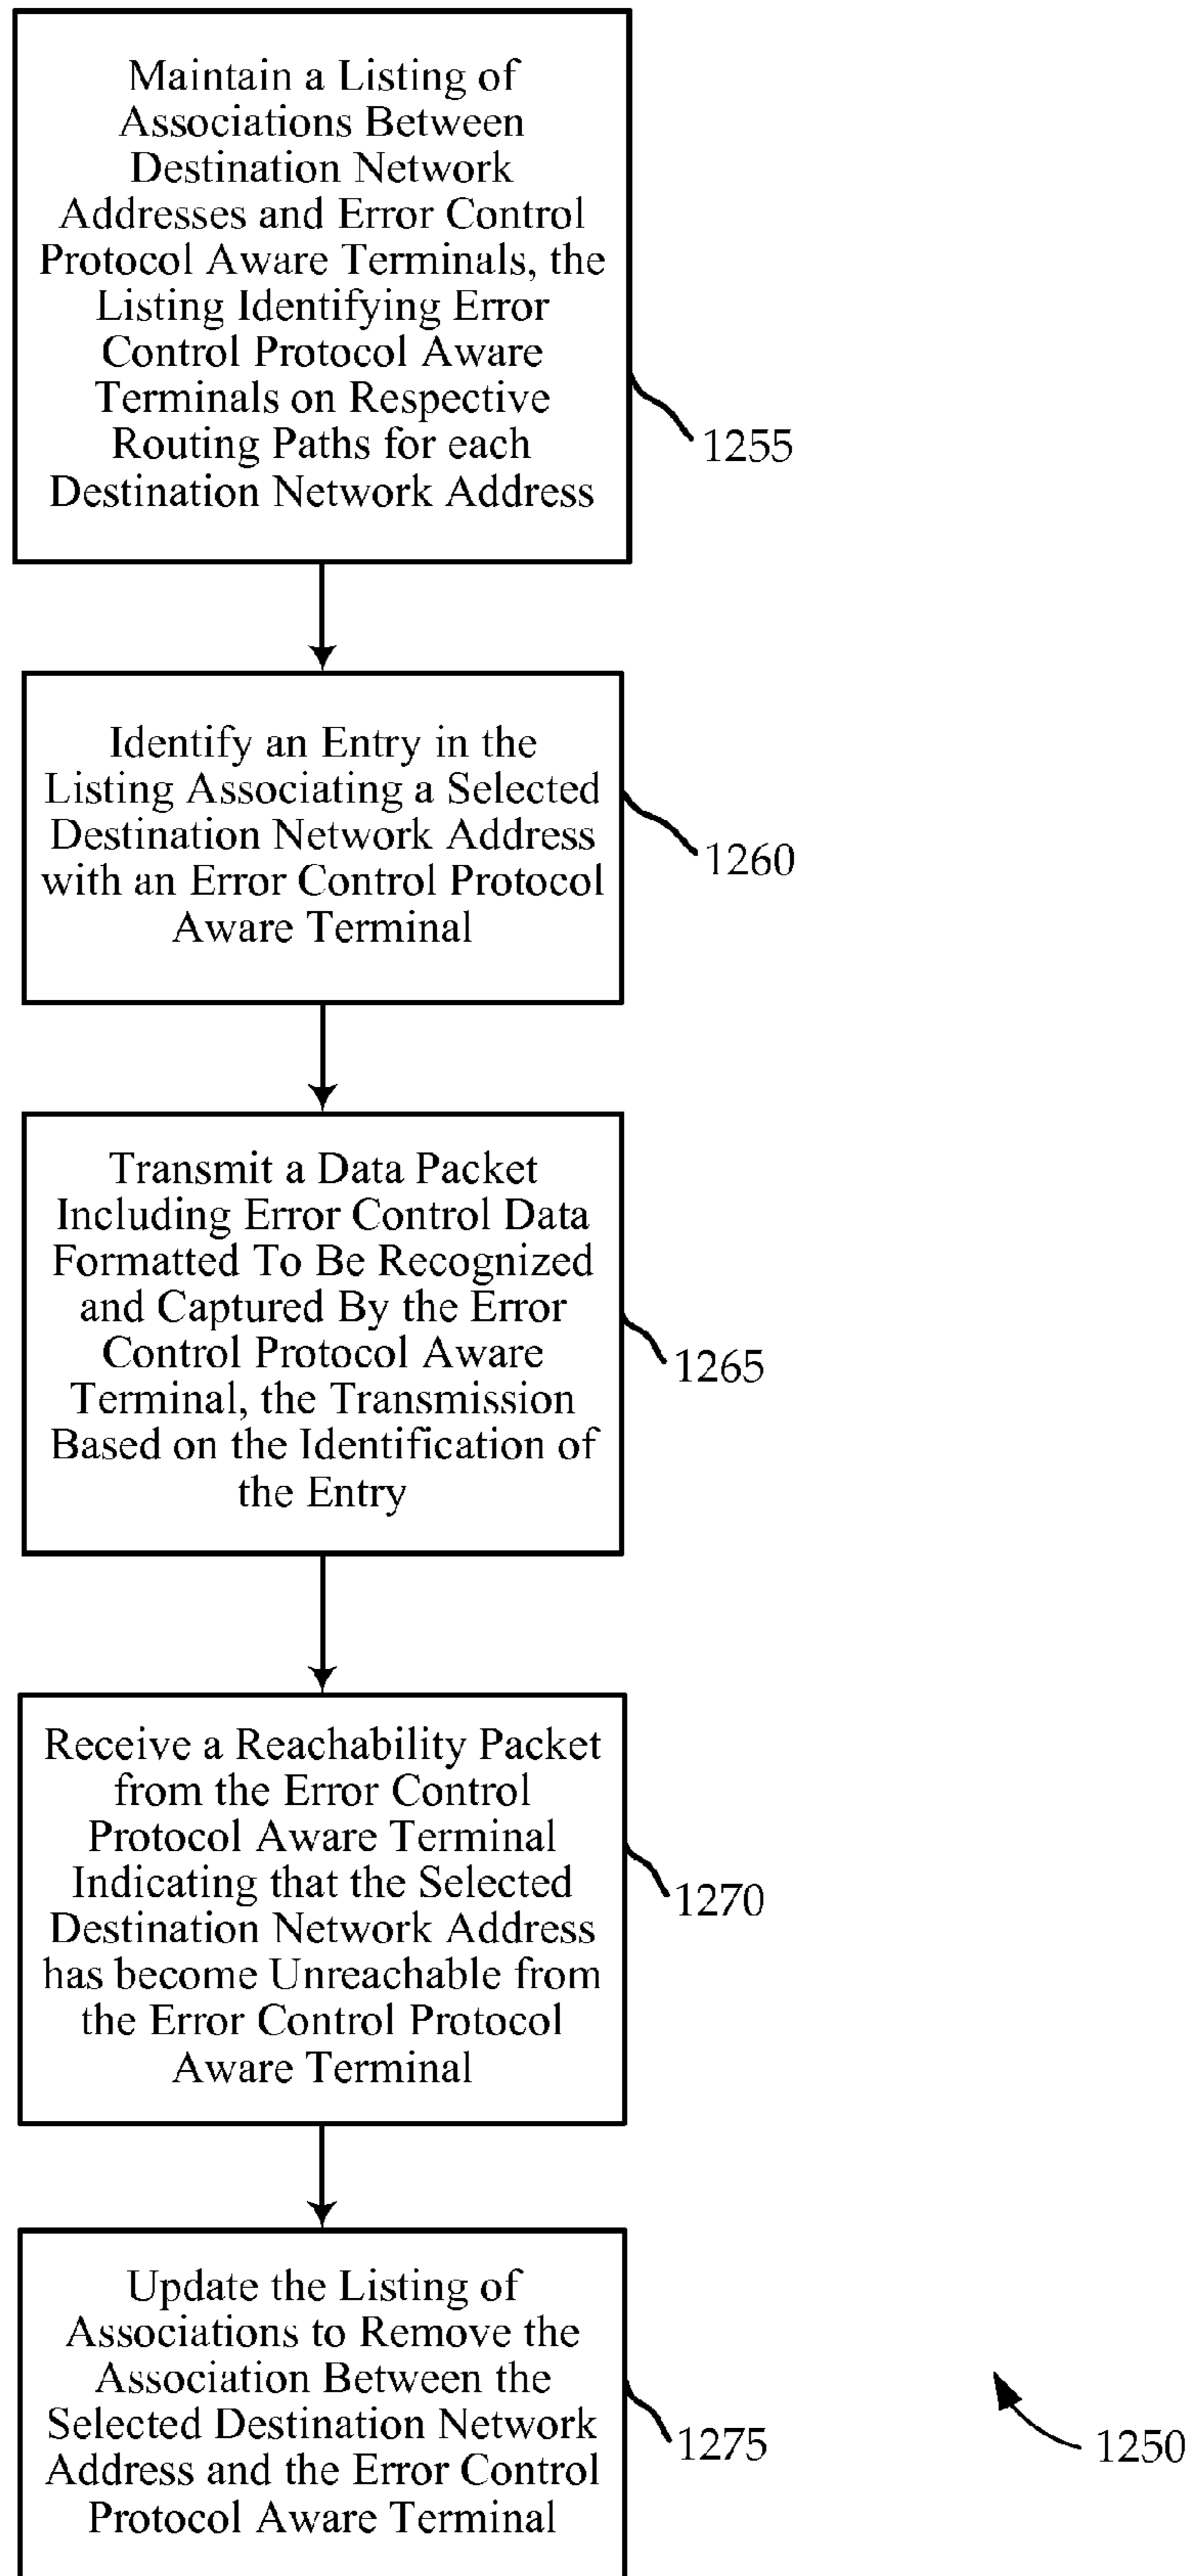 Maintain a Listing of
Associations Between
Destination Network
Addresses and Error Control
Protocol Aware Terminals, the
Listing Identifying Error
Control Protocol Aware
Terminals on Respective
Routing Paths for each
Destination Network Address
1255
Identify an Entry in the
Listing Associating a Selected
Destination Network Address
with an Error Control Protocol
Aware Terminal
1260
Transmit a Data Packet
Including Error Control Data
Formatted To Be Recognized
and Captured By the Error
Control Protocol Aware
Terminal, the Transmission
Based on the Identification of
the Entry
1265
Receive a Reachability Packet
from the Error Control
Protocol Aware Terminal
Indicating that the Selected
Destination Network Address
has become Unreachable from
the Error Control Protocol
Aware Terminal
1270
Update the Listing of
Associations to Remove the
Association Between the
Selected Destination Network
Address and the Error Control
Protocol Aware Terminal
1275
1250